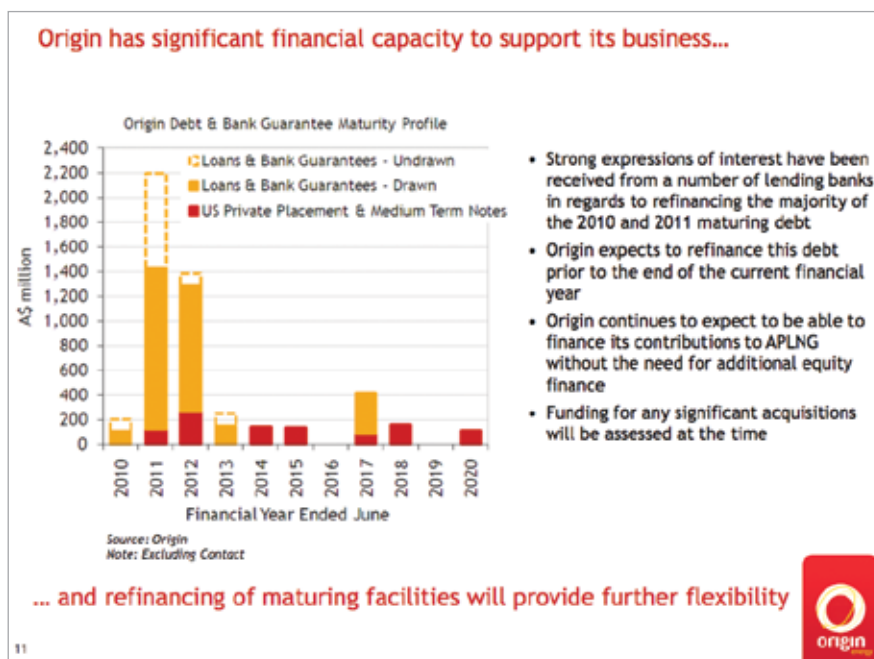 Origin has significant financial capacity to support its business...
Origin Debt & Bank Guarantee Maturity Profile
2,400
2,200
2,000
1,800
1,600
1,400
1,200
1,000
800
600
400
200
0
A$ million
Loans & Bank Guarantees - Undrawn
Loans & Bank Guarantees - Drawn
US Private Placement & Medium Term Notes
2010
2011
2012
2013
2014
2015
2016
2017
2018
2019
2020
Financial Year Ended June
Source: Origin
Note: Excluding Contact
• Strong expressions of interest have been
received from a number of lending banks
in regards to refinancing the majority of
the 2010 and 2011 maturing debt
• Origin expects to refinance this debt
prior to the end of the current financial
year
• Origin continues to expect to be able to
finance its contributions to APLNG
without the need for additional equity
finance
• Funding for any significant acquisitions
will be assessed at the time
... and refinancing of maturing facilities will provide further flexibility
11
origin
energy